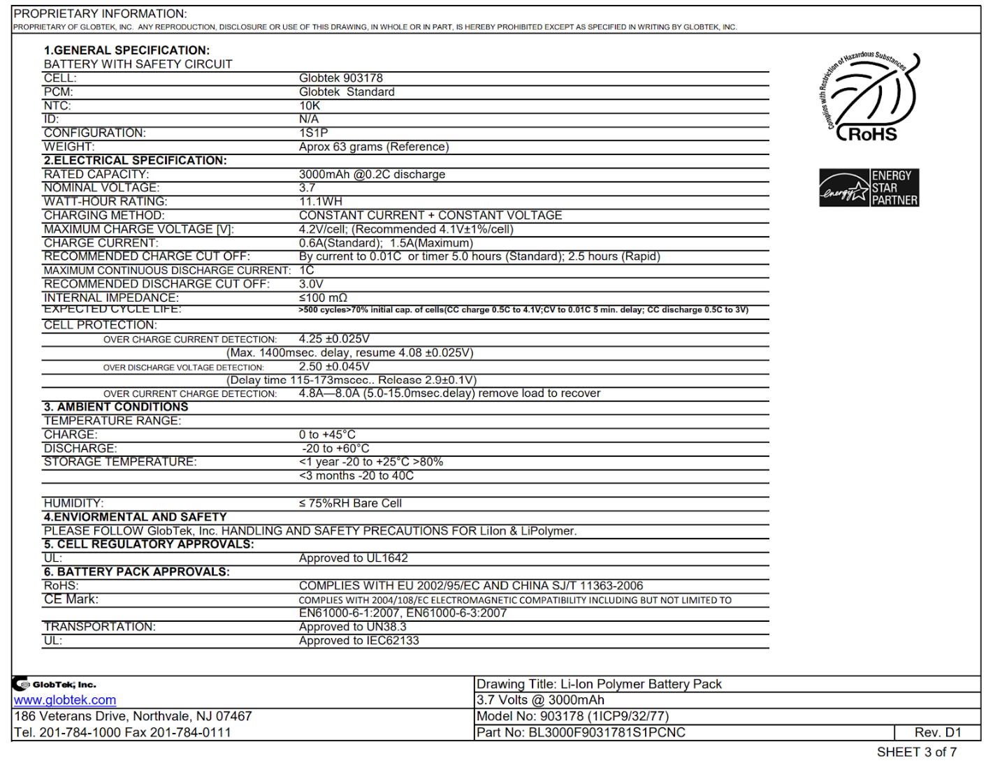 PROPRIETARY INFORMATION:
PROPRIETARY OF GLOBTEK, INC. ANY REPRODUCTION, DISCLOSURE OR USE OF THIS DRAWING, IN WHOLE OR IN PART, IS HEREBY PROHIBITED EXCEPT AS SPECIFIED IN WRITING BY GLOBTEK, INC.
1.GENERAL SPECIFICATION:
BATTERY WITH SAFETY CIRCUIT
CELL: Globtek 903178
PCM: Globtek Standard
NTC: 10K
ID: N/A
CONFIGURATION: 1S1P
WEIGHT: Aprox 63 grams (Reference)
2.ELECTRICAL SPECIFICATION:
RATED CAPACITY: 3000mAh @0.2C discharge
NOMINAL VOLTAGE: 3.7
WATT-HOUR RATING: 11.1WH
CHARGING METHOD: CONSTANT CURRENT + CONSTANT VOLTAGE
MAXIMUM CHARGE VOLTAGE [V]: 4.2V/cell; (Recommended 4.1V±1%/cell)
CHARGE CURRENT: 0.6A(Standard); 1.5A(Maximum)
RECOMMENDED CHARGE CUT OFF: By current to 0.01C or timer 5.0 hours (Standard); 2.5 hours (Rapid)
MAXIMUM CONTINUOUS DISCHARGE CURRENT: 1C
RECOMMENDED DISCHARGE CUT OFF: 3.0V
INTERNAL IMPEDANCE: ≤100 mΩ
EXPECTED CYCLE LIFE: >500 cycles>70% initial cap. of cells(CC charge 0.5C to 4.1V;CV to 0.01C 5 min. delay; CC discharge 0.5C to 3V)
CELL PROTECTION:
OVER CHARGE CURRENT DETECTION: 4.25 ±0.025V
(Max. 1400msec. delay, resume 4.08 ±0.025V)
OVER DISCHARGE VOLTAGE DETECTION: 2.50 ±0.045V
(Delay time 115-173msec.. Release 2.9±0.1V)
OVER CURRENT CHARGE DETECTION: 4.8A—8.0A (5.0-15.0msec.delay) remove load to recover
3. AMBIENT CONDITIONS
TEMPERATURE RANGE:
CHARGE: 0 to +45°C
DISCHARGE: -20 to +60°C
STORAGE TEMPERATURE: <1 year -20 to +25°C >80%
<3 months -20 to 40C
HUMIDITY: ≤ 75%RH Bare Cell
4.ENVIORMENTAL AND SAFETY
PLEASE FOLLOW GlobTek, Inc. HANDLING AND SAFETY PRECAUTIONS FOR LiIon & LiPolymer.
5. CELL REGULATORY APPROVALS:
UL: Approved to UL1642
6. BATTERY PACK APPROVALS:
RoHS: COMPLIES WITH EU 2002/95/EC AND CHINA SJ/T 11363-2006
CE Mark: COMPLIES WITH 2004/108/EC ELECTROMAGNETIC COMPATIBILITY INCLUDING BUT NOT LIMITED TO
EN61000-6-1:2007, EN61000-6-3:2007
TRANSPORTATION: Approved to UN38.3
UL: Approved to IEC62133
Complies with Restriction of Hazardous Substances
RoHS
energy
ENERGY
STAR
PARTNER
GlobTek, Inc.
www.globtek.com
186 Veterans Drive, Northvale, NJ 07467
Tel. 201-784-1000 Fax 201-784-0111
Drawing Title: Li-Ion Polymer Battery Pack
3.7 Volts @ 3000mAh
Model No: 903178 (1ICP9/32/77)
Part No: BL3000F9031781S1PCNC Rev. D1
SHEET 3 of 7